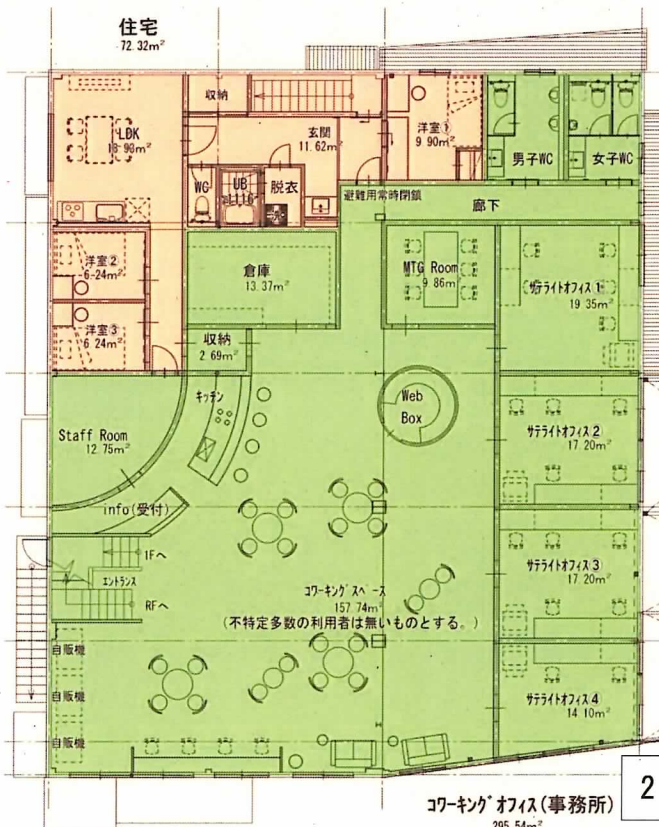 住宅
72.32m²
収納
LDK
18.98m²
玄関
11.62m²
洋室①
9.90m²
男子WC
女子WC
WC
UB
脱衣
避難用常時閉鎖
廊下
洋室②
6.24m²
倉庫
13.37m²
MTG Room
9.86m²
サテライトオフィス1
19.35m²
洋室③
6.24m²
収納
2.69m²
キッチン
Web
Box
Staff Room
12.75m²
サテライトオフィス2
17.20m²
info(受付)
1Fへ
エントランス
RFへ
コワーキングスペース
157.74m²
(不特定多数の利用者は無いものとする。)
サテライトオフィス③
17.20m²
自販機
自販機
自販機
サテライトオフィス4
14.10m²
コワーキングオフィス(事務所)
295.54m²
2